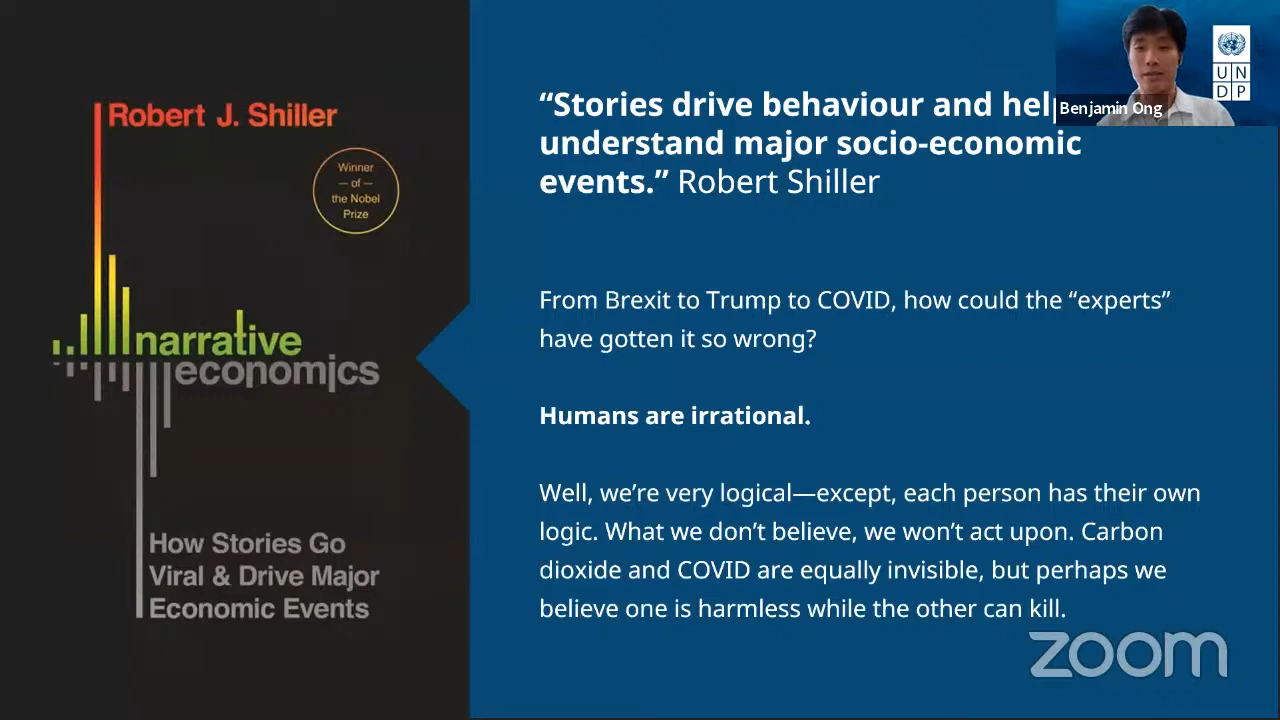 Robert J. Shiller
Winner
— of —
the Nobel
Prize
narrative
economics
How Stories Go
Viral & Drive Major
Economic Events
“Stories drive behaviour and hel
understand major socio-economic
events.” Robert Shiller
From Brexit to Trump to COVID, how could the “experts”
have gotten it so wrong?
Humans are irrational.
Well, we’re very logical—except, each person has their own
logic. What we don’t believe, we won’t act upon. Carbon
dioxide and COVID are equally invisible, but perhaps we
believe one is harmless while the other can kill.
Benjamin Ong
U N
D P
zoom